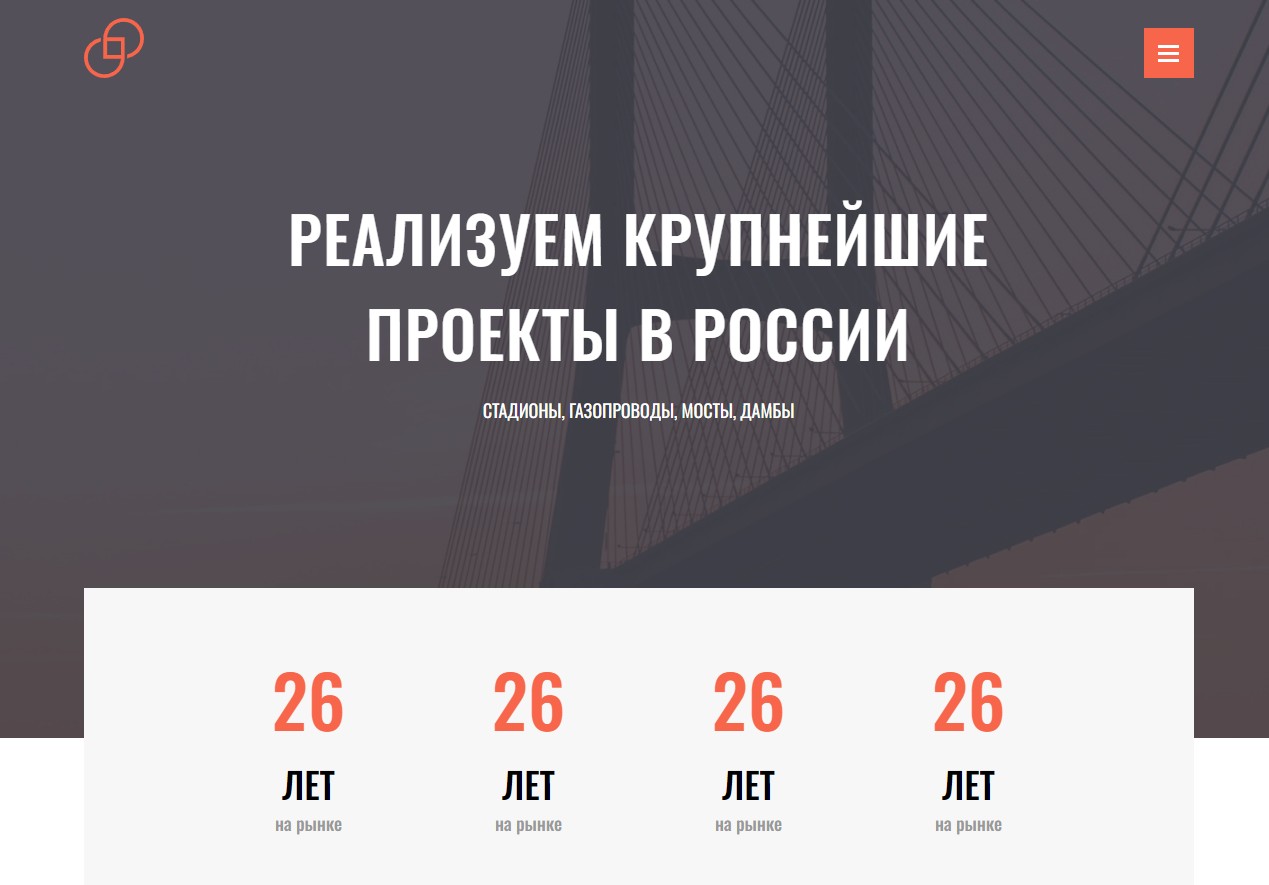 РЕАЛИЗУЕМ КРУПНЕЙШИЕ
ПРОЕКТЫ В РОССИИ
СТАДИОНЫ, ГАЗОПРОВОДЫ, МОСТЫ, ДАМБЫ
26 26 26 26
ЛЕТ ЛЕТ ЛЕТ ЛЕТ
на рынке на рынке на рынке на рынке